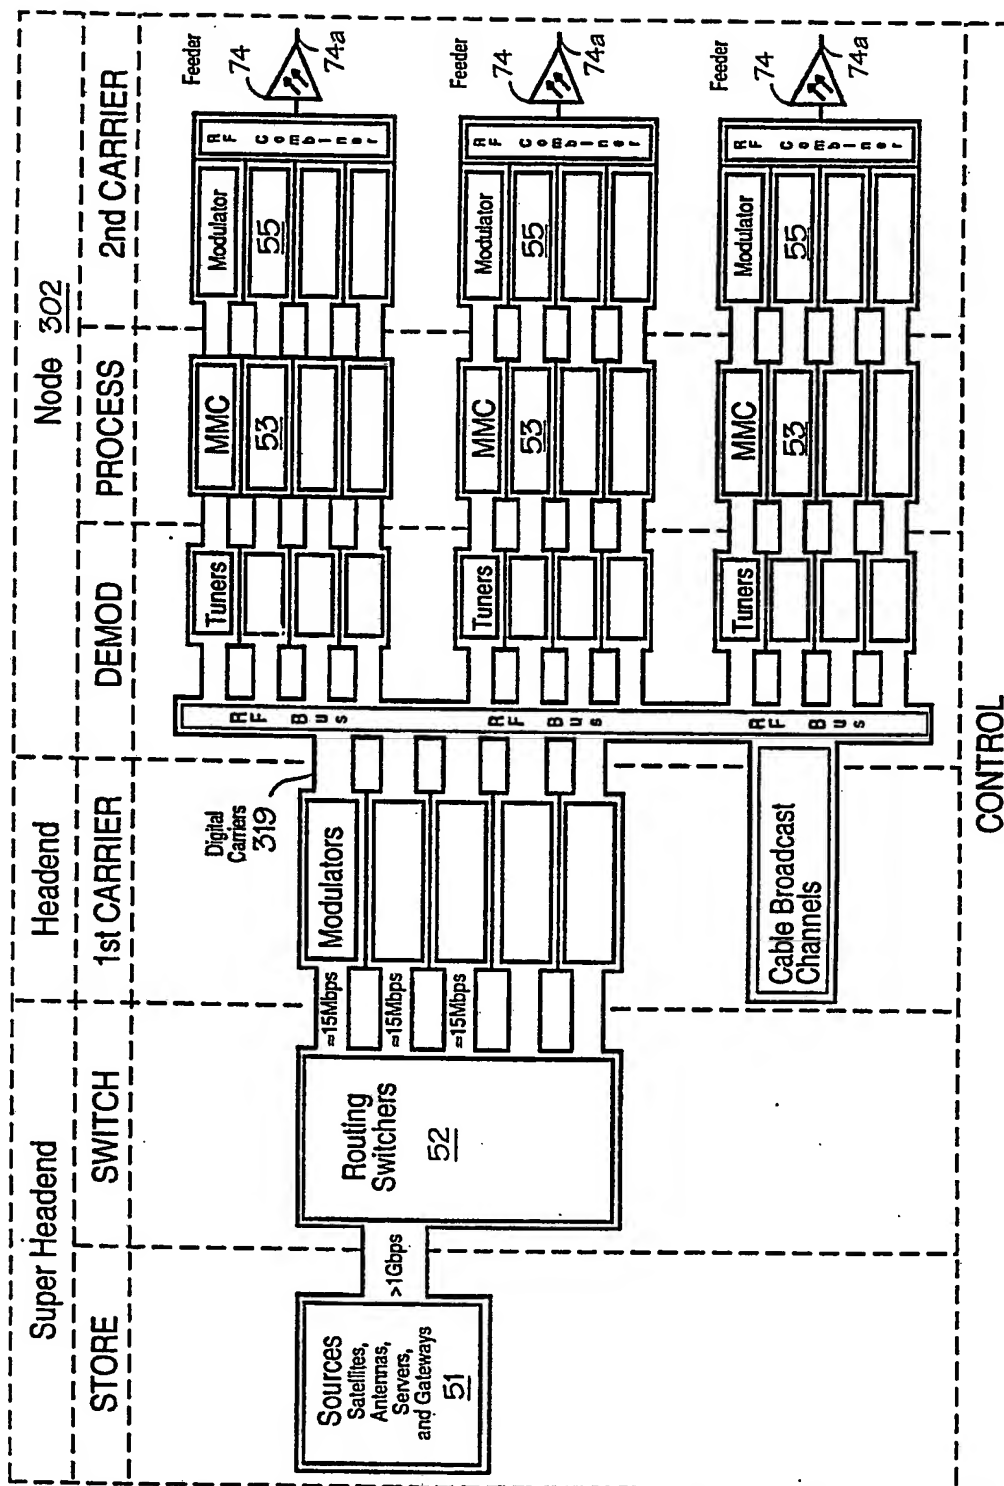 Super Headend
Headend
Node 302
STORE
SWITCH
1st CARRIER
DEMOD
PROCESS
2nd CARRIER
Sources
Satellites,
Antennas,
Servers,
and Gateways
51
>1Gbps
Routing
Switchers
52
≈15Mbps
≈15Mbps
≈15Mbps
Modulators
Digital
Carriers
319
Cable Broadcast
Channels
RF Bus
RF Bus
RF Bus
Tuners
MMC
53
Modulator
55
RF Combiner
Feeder
74
74a
Tuners
MMC
53
Modulator
55
RF Combiner
Feeder
74
74a
Tuners
MMC
53
Modulator
55
RF Combiner
Feeder
74
74a
CONTROL